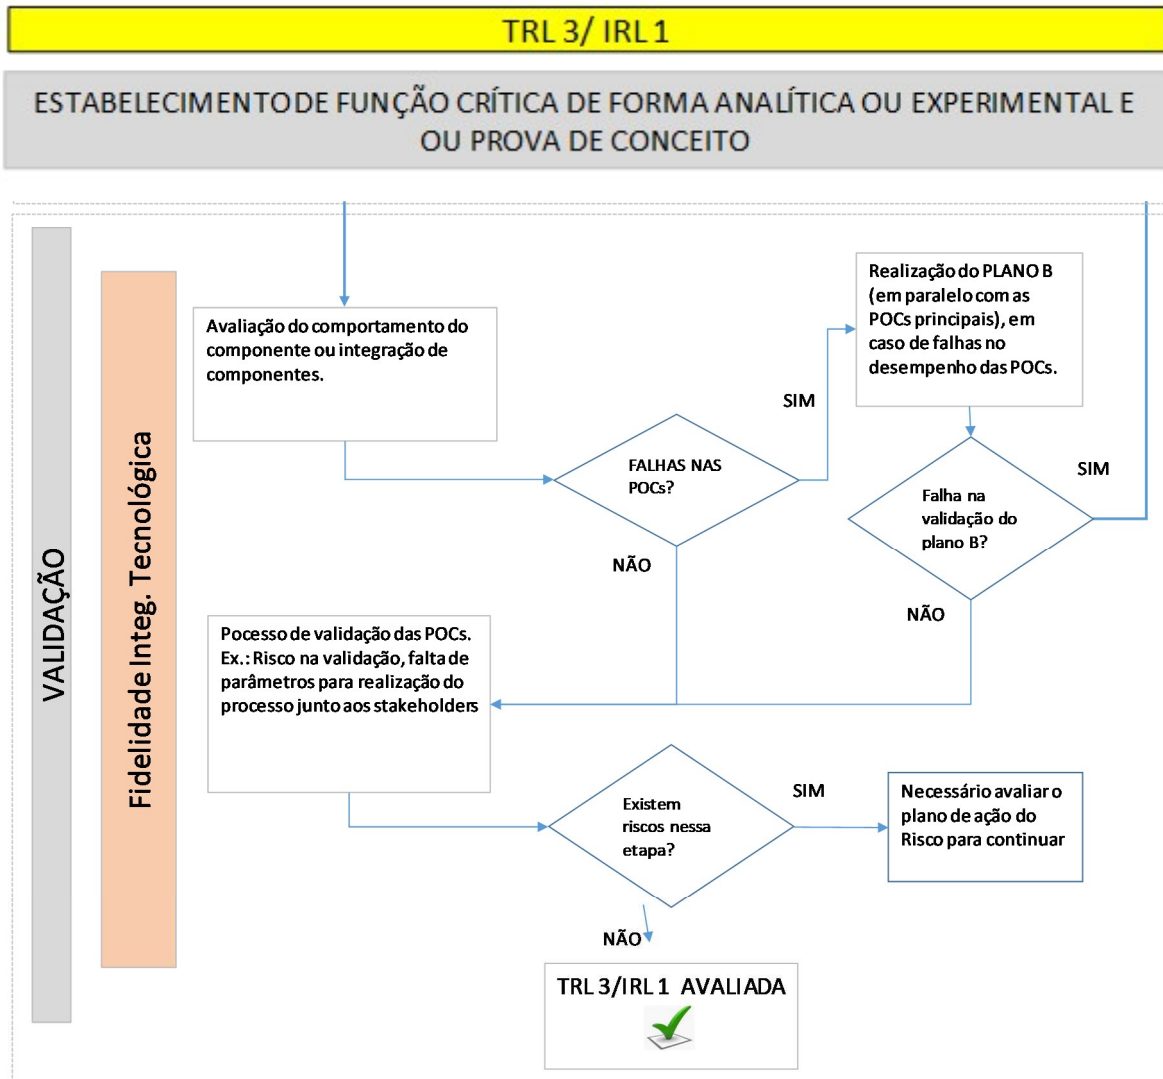 TRL 3/ IRL 1
ESTABELECIMENTO DE FUNÇÃO CRÍTICA DE FORMA ANALÍTICA OU EXPERIMENTAL E
OU PROVA DE CONCEITO
VALIDAÇÃO
Fidelidade Integ. Tecnológica
Avaliação do comportamento do
componente ou integração de
componentes.
FALHAS NAS
POCs?
SIM
NÃO
Realização do PLANO B
(em paralelo com as
POCs principais), em
caso de falhas no
desempenho das POCs.
Falha na
validação do
plano B?
SIM
NÃO
Pocesso de validação das POCs.
Ex.: Risco na validação, falta de
parâmetros para realização do
processo junto aos stakeholders
Existem
riscos nessa
etapa?
SIM
Necessário avaliar o
plano de ação do
Risco para continuar
NÃO
TRL 3/IRL 1 AVALIADA